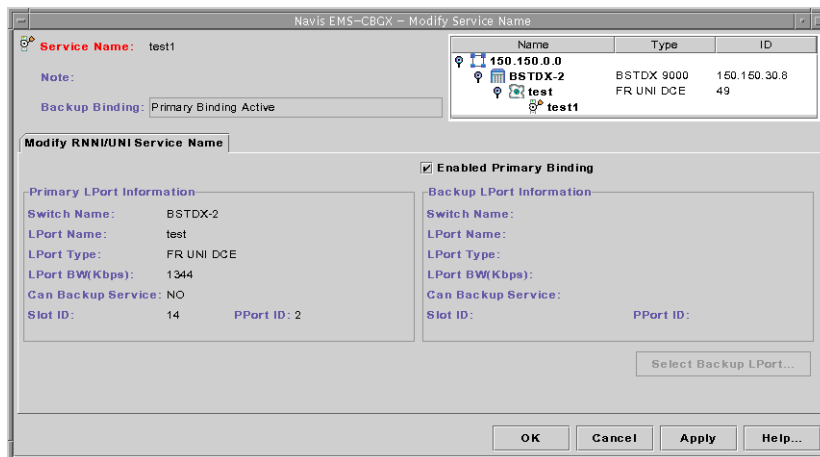 Navis EMS-CBGX - Modify Service Name
Service Name: test1
Note:
Backup Binding: Primary Binding Active
Name Type ID
150.150.0.0
BSTDX-2 BSTDX 9000 150.150.30.8
test FR UNI DCE 49
test1
Modify RNNI/UNI Service Name
Enabled Primary Binding
Primary LPort Information
Switch Name: BSTDX-2
LPort Name: test
LPort Type: FR UNI DCE
LPort BW(Kbps): 1344
Can Backup Service: NO
Slot ID: 14 PPort ID: 2
Backup LPort Information
Switch Name:
LPort Name:
LPort Type:
LPort BW(Kbps):
Can Backup Service:
Slot ID: PPort ID:
Select Backup LPort...
OK Cancel Apply Help...